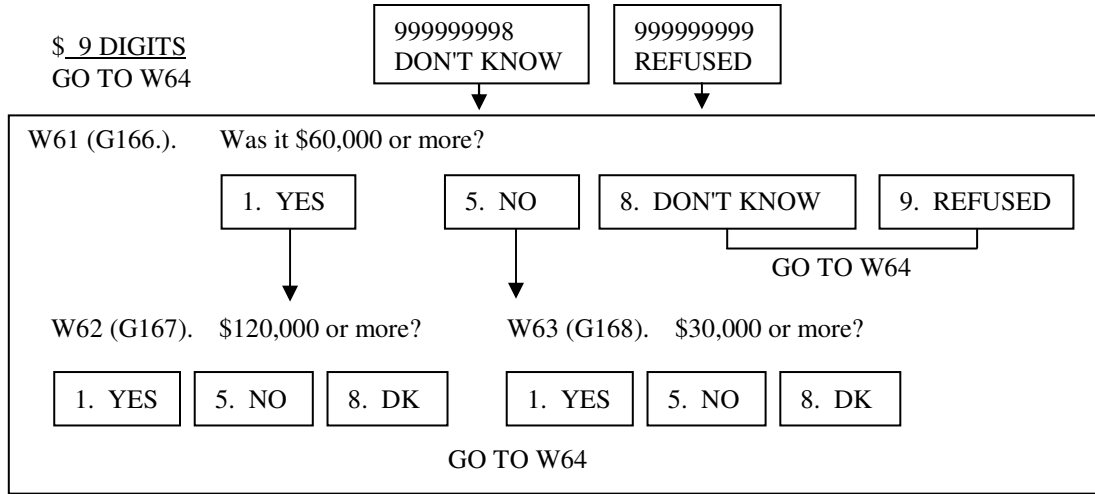 $ 9 DIGITS
GO TO W64
999999998
DON'T KNOW
999999999
REFUSED
W61 (G166.). Was it $60,000 or more?
1. YES 5. NO 8. DON'T KNOW 9. REFUSED
GO TO W64
W62 (G167). $120,000 or more? W63 (G168). $30,000 or more?
1. YES 5. NO 8. DK 1. YES 5. NO 8. DK
GO TO W64